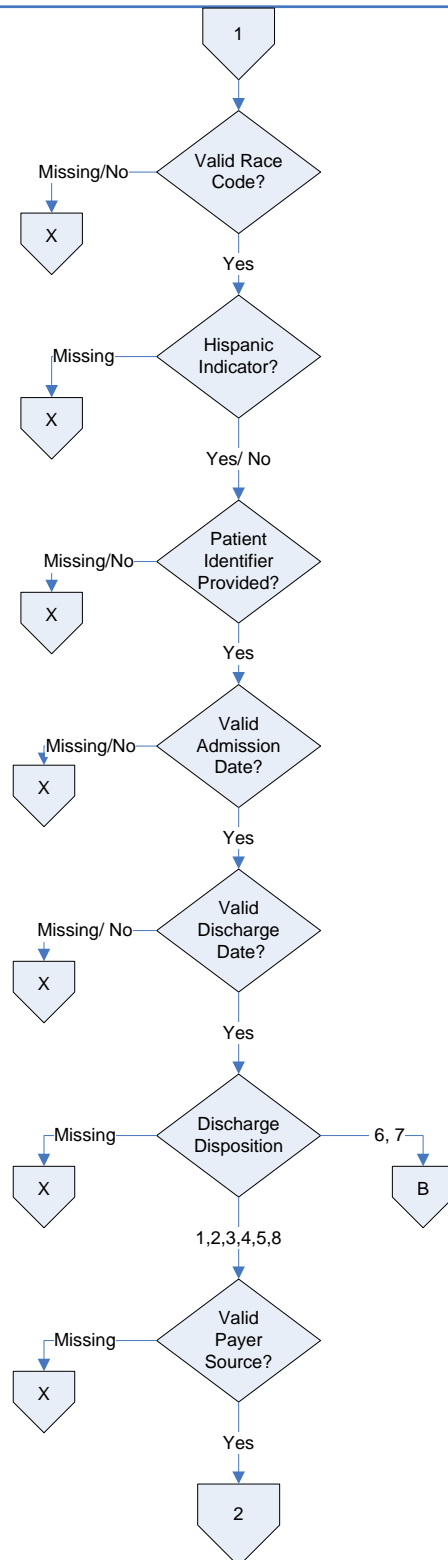 1
Valid Race
Code?
Missing/No
X
Yes
Hispanic
Indicator?
Missing
X
Yes/ No
Patient
Identifier
Provided?
Missing/No
X
Yes
Valid
Admission
Date?
Missing/No
X
Yes
Valid
Discharge
Date?
Missing/ No
X
Yes
Discharge
Disposition
Missing
6, 7
X
B
1,2,3,4,5,8
Valid
Payer
Source?
Missing
X
Yes
2